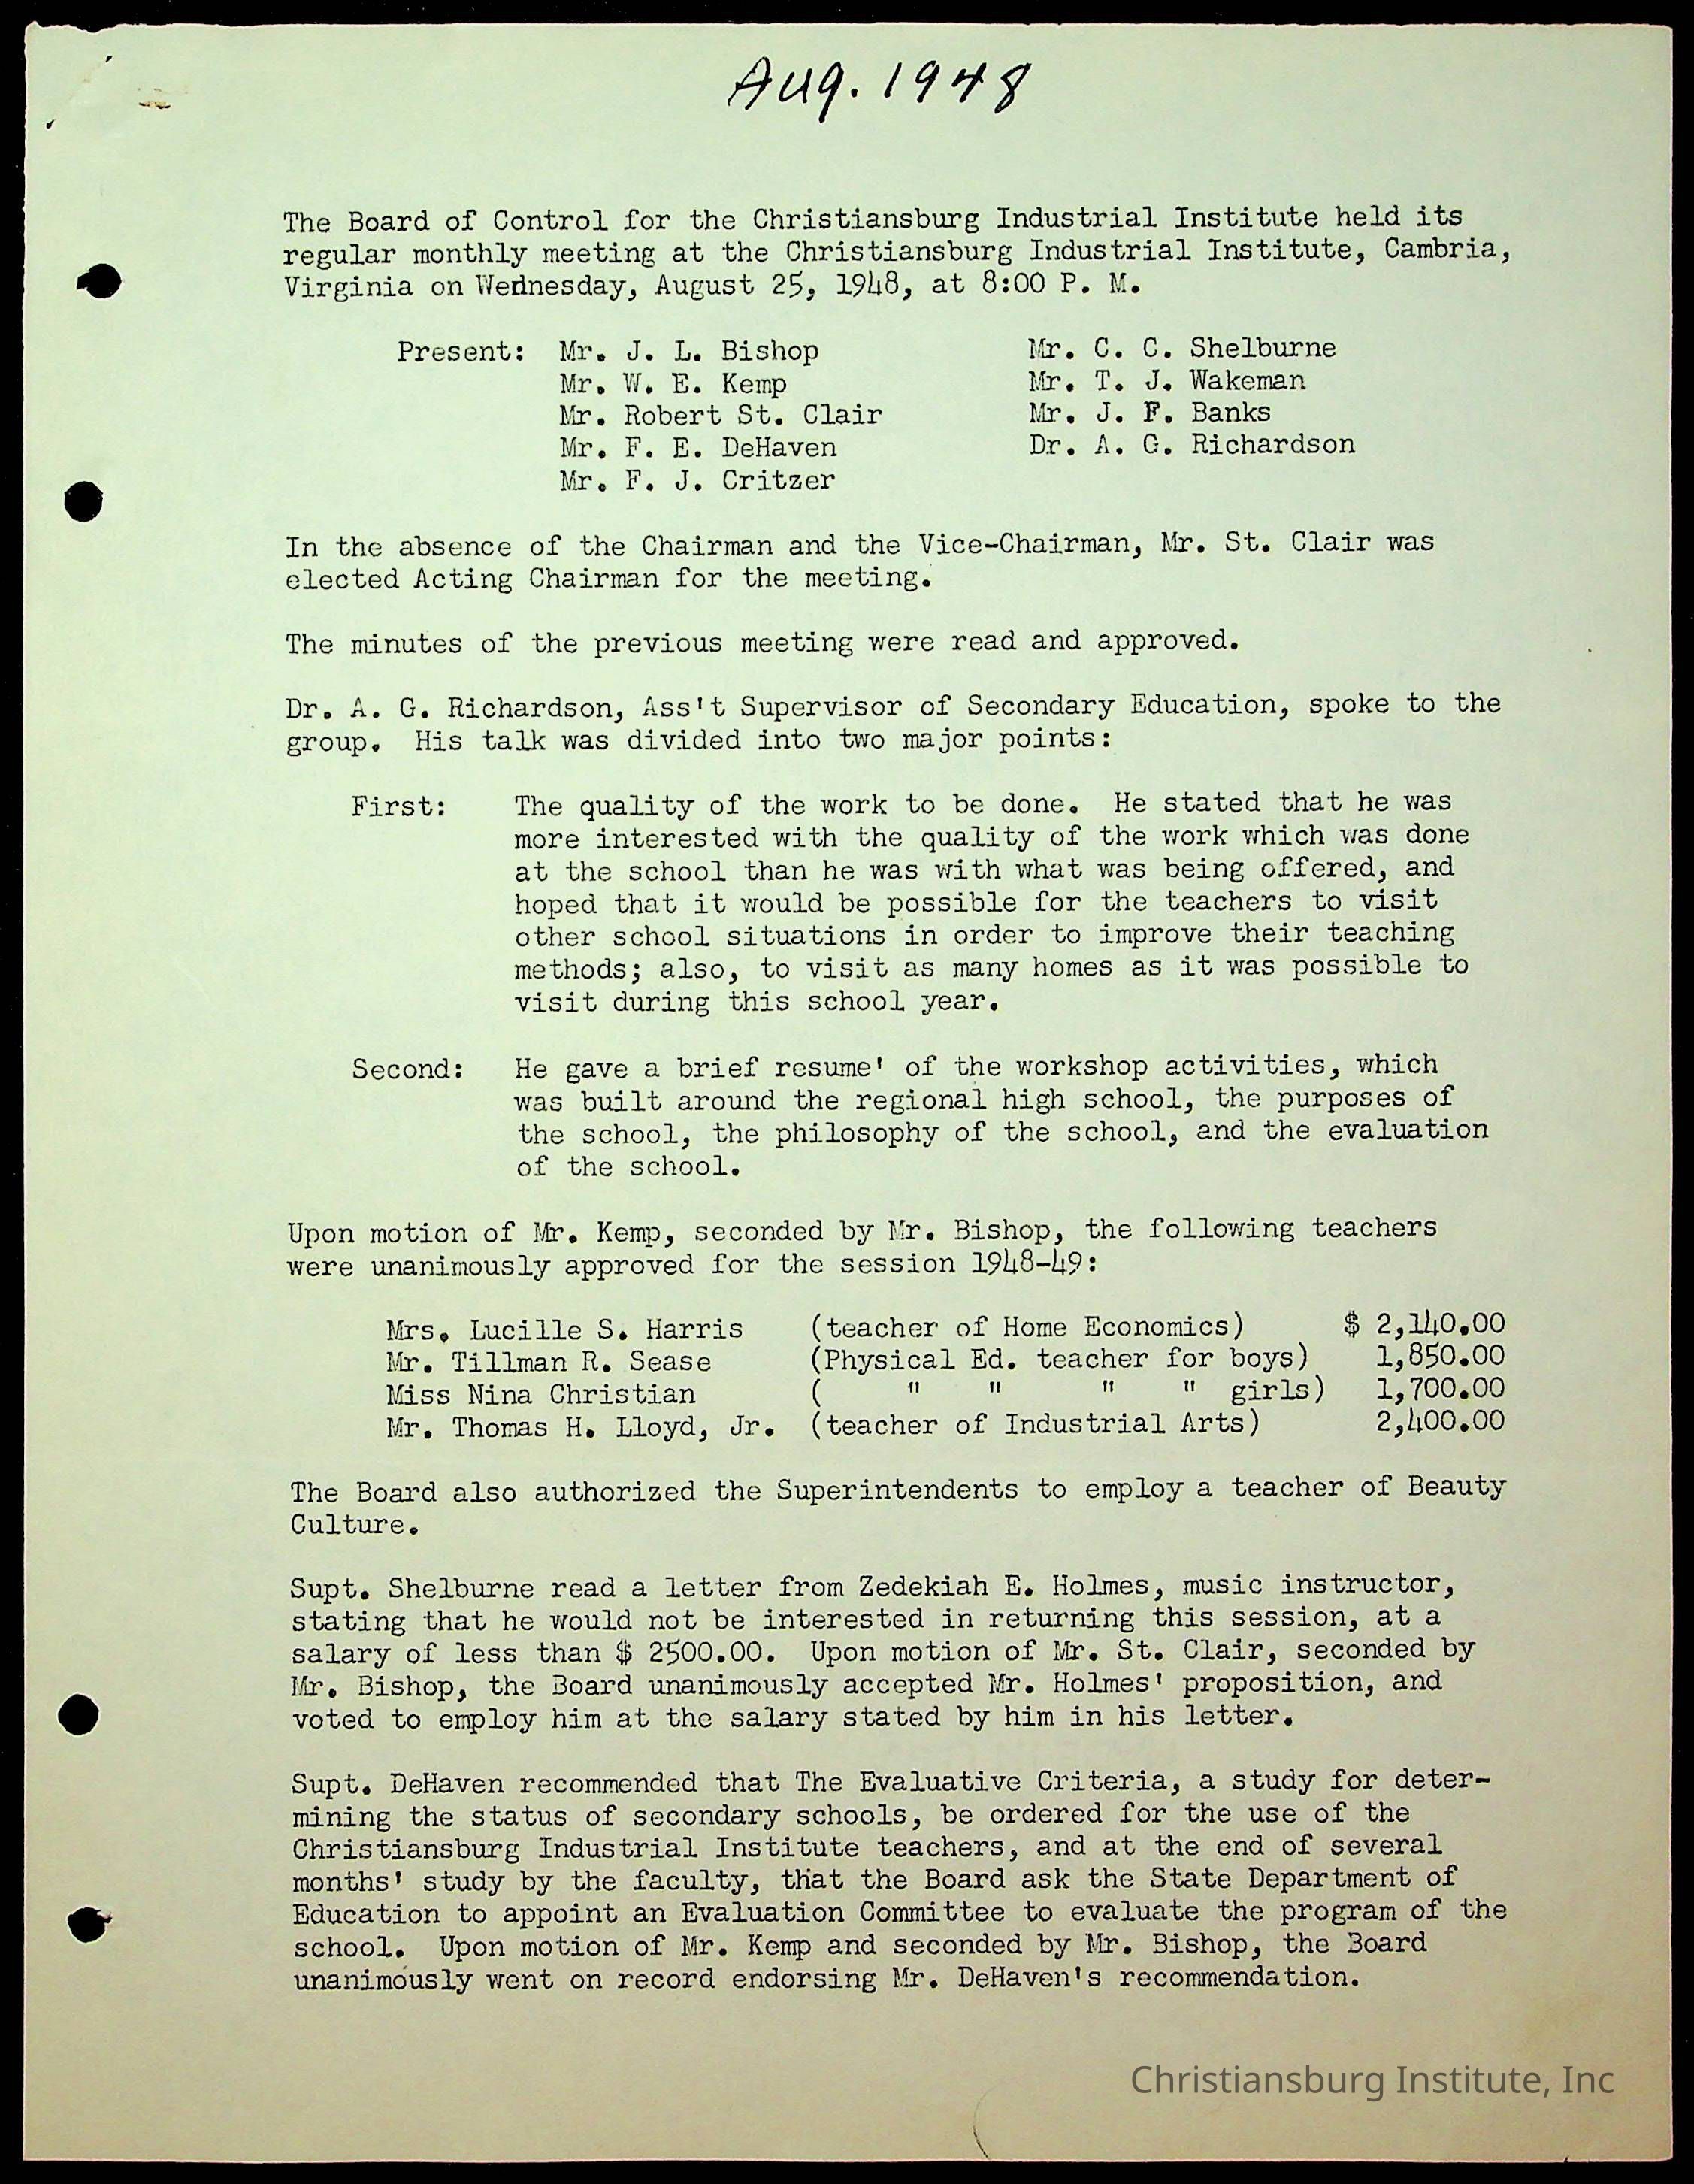 Aug. 1948
The Board of Control for the Christiansburg Industrial Institute held its
regular monthly meeting at the Christiansburg Industrial Institute, Cambria,
Virginia on Wednesday, August 25, 1948, at 8:00 P. M.
Present: Mr. J. L. Bishop Mr. C. C. Shelburne
Mr. W. E. Kemp Mr. T. J. Wakeman
Mr. Robert St. Clair Mr. J. F. Banks
Mr. F. E. DeHaven Dr. A. G. Richardson
Mr. F. J. Critzer
In the absence of the Chairman and the Vice-Chairman, Mr. St. Clair was
elected Acting Chairman for the meeting.
The minutes of the previous meeting were read and approved.
Dr. A. G. Richardson, Ass't Supervisor of Secondary Education, spoke to the
group. His talk was divided into two major points:
First: The quality of the work to be done. He stated that he was
more interested with the quality of the work which was done
at the school than he was with what was being offered, and
hoped that it would be possible for the teachers to visit
other school situations in order to improve their teaching
methods; also, to visit as many homes as it was possible to
visit during this school year.
Second: He gave a brief resume' of the workshop activities, which
was built around the regional high school, the purposes of
the school, the philosophy of the school, and the evaluation
of the school.
Upon motion of Mr. Kemp, seconded by Mr. Bishop, the following teachers
were unanimously approved for the session 1948-49:
Mrs. Lucille S. Harris (teacher of Home Economics) $ 2,140.00
Mr. Tillman R. Sease (Physical Ed. teacher for boys) 1,850.00
Miss Nina Christian ( " " " " girls) 1,700.00
Mr. Thomas H. Lloyd, Jr. (teacher of Industrial Arts) 2,400.00
The Board also authorized the Superintendents to employ a teacher of Beauty
Culture.
Supt. Shelburne read a letter from Zedekiah E. Holmes, music instructor,
stating that he would not be interested in returning this session, at a
salary of less than $ 2500.00. Upon motion of Mr. St. Clair, seconded by
Mr. Bishop, the Board unanimously accepted Mr. Holmes' proposition, and
voted to employ him at the salary stated by him in his letter.
Supt. DeHaven recommended that The Evaluative Criteria, a study for deter-
mining the status of secondary schools, be ordered for the use of the
Christiansburg Industrial Institute teachers, and at the end of several
months' study by the faculty, that the Board ask the State Department of
Education to appoint an Evaluation Committee to evaluate the program of the
school. Upon motion of Mr. Kemp and seconded by Mr. Bishop, the Board
unanimously went on record endorsing Mr. DeHaven's recommendation.
Christiansburg Institute, Inc